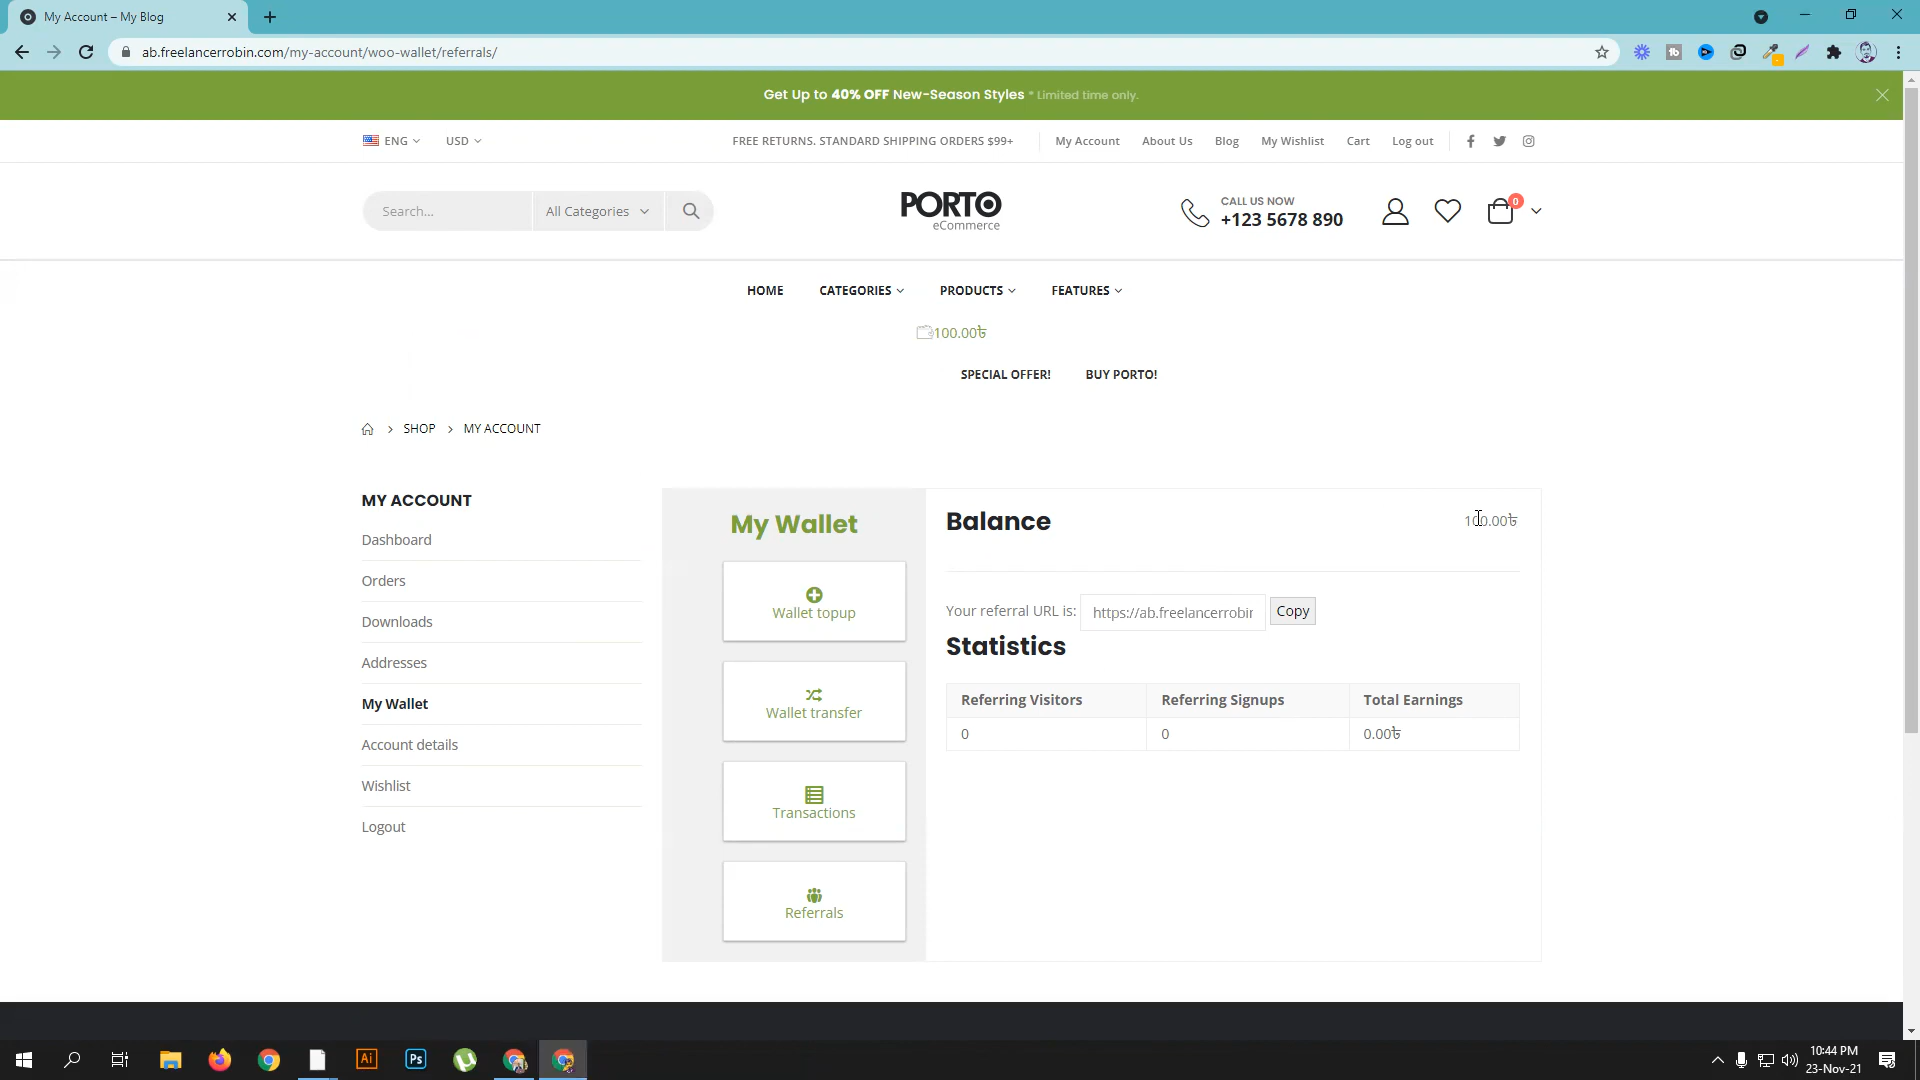 My Account – My Blog
ab.freelancerrobin.com/my-account/woo-wallet/referrals/
Get Up to 40% OFF New-Season Styles * Limited time only.
ENG USD FREE RETURNS. STANDARD SHIPPING ORDERS $99+ My Account About Us Blog My Wishlist Cart Log out
Search... All Categories
PORTO
eCommerce
CALL US NOW
+123 5678 890
0
HOME CATEGORIES PRODUCTS FEATURES
100.00৳
SPECIAL OFFER! BUY PORTO!
SHOP > MY ACCOUNT
MY ACCOUNT
Dashboard
Orders
Downloads
Addresses
My Wallet
Account details
Wishlist
Logout
My Wallet
Wallet topup
Wallet transfer
Transactions
Referrals
Balance 100.00৳
Your referral URL is: https://ab.freelancerrobin Copy
Statistics
Referring Visitors Referring Signups Total Earnings
0 0 0.00৳
Ai Ps
10:44 PM
23-Nov-21